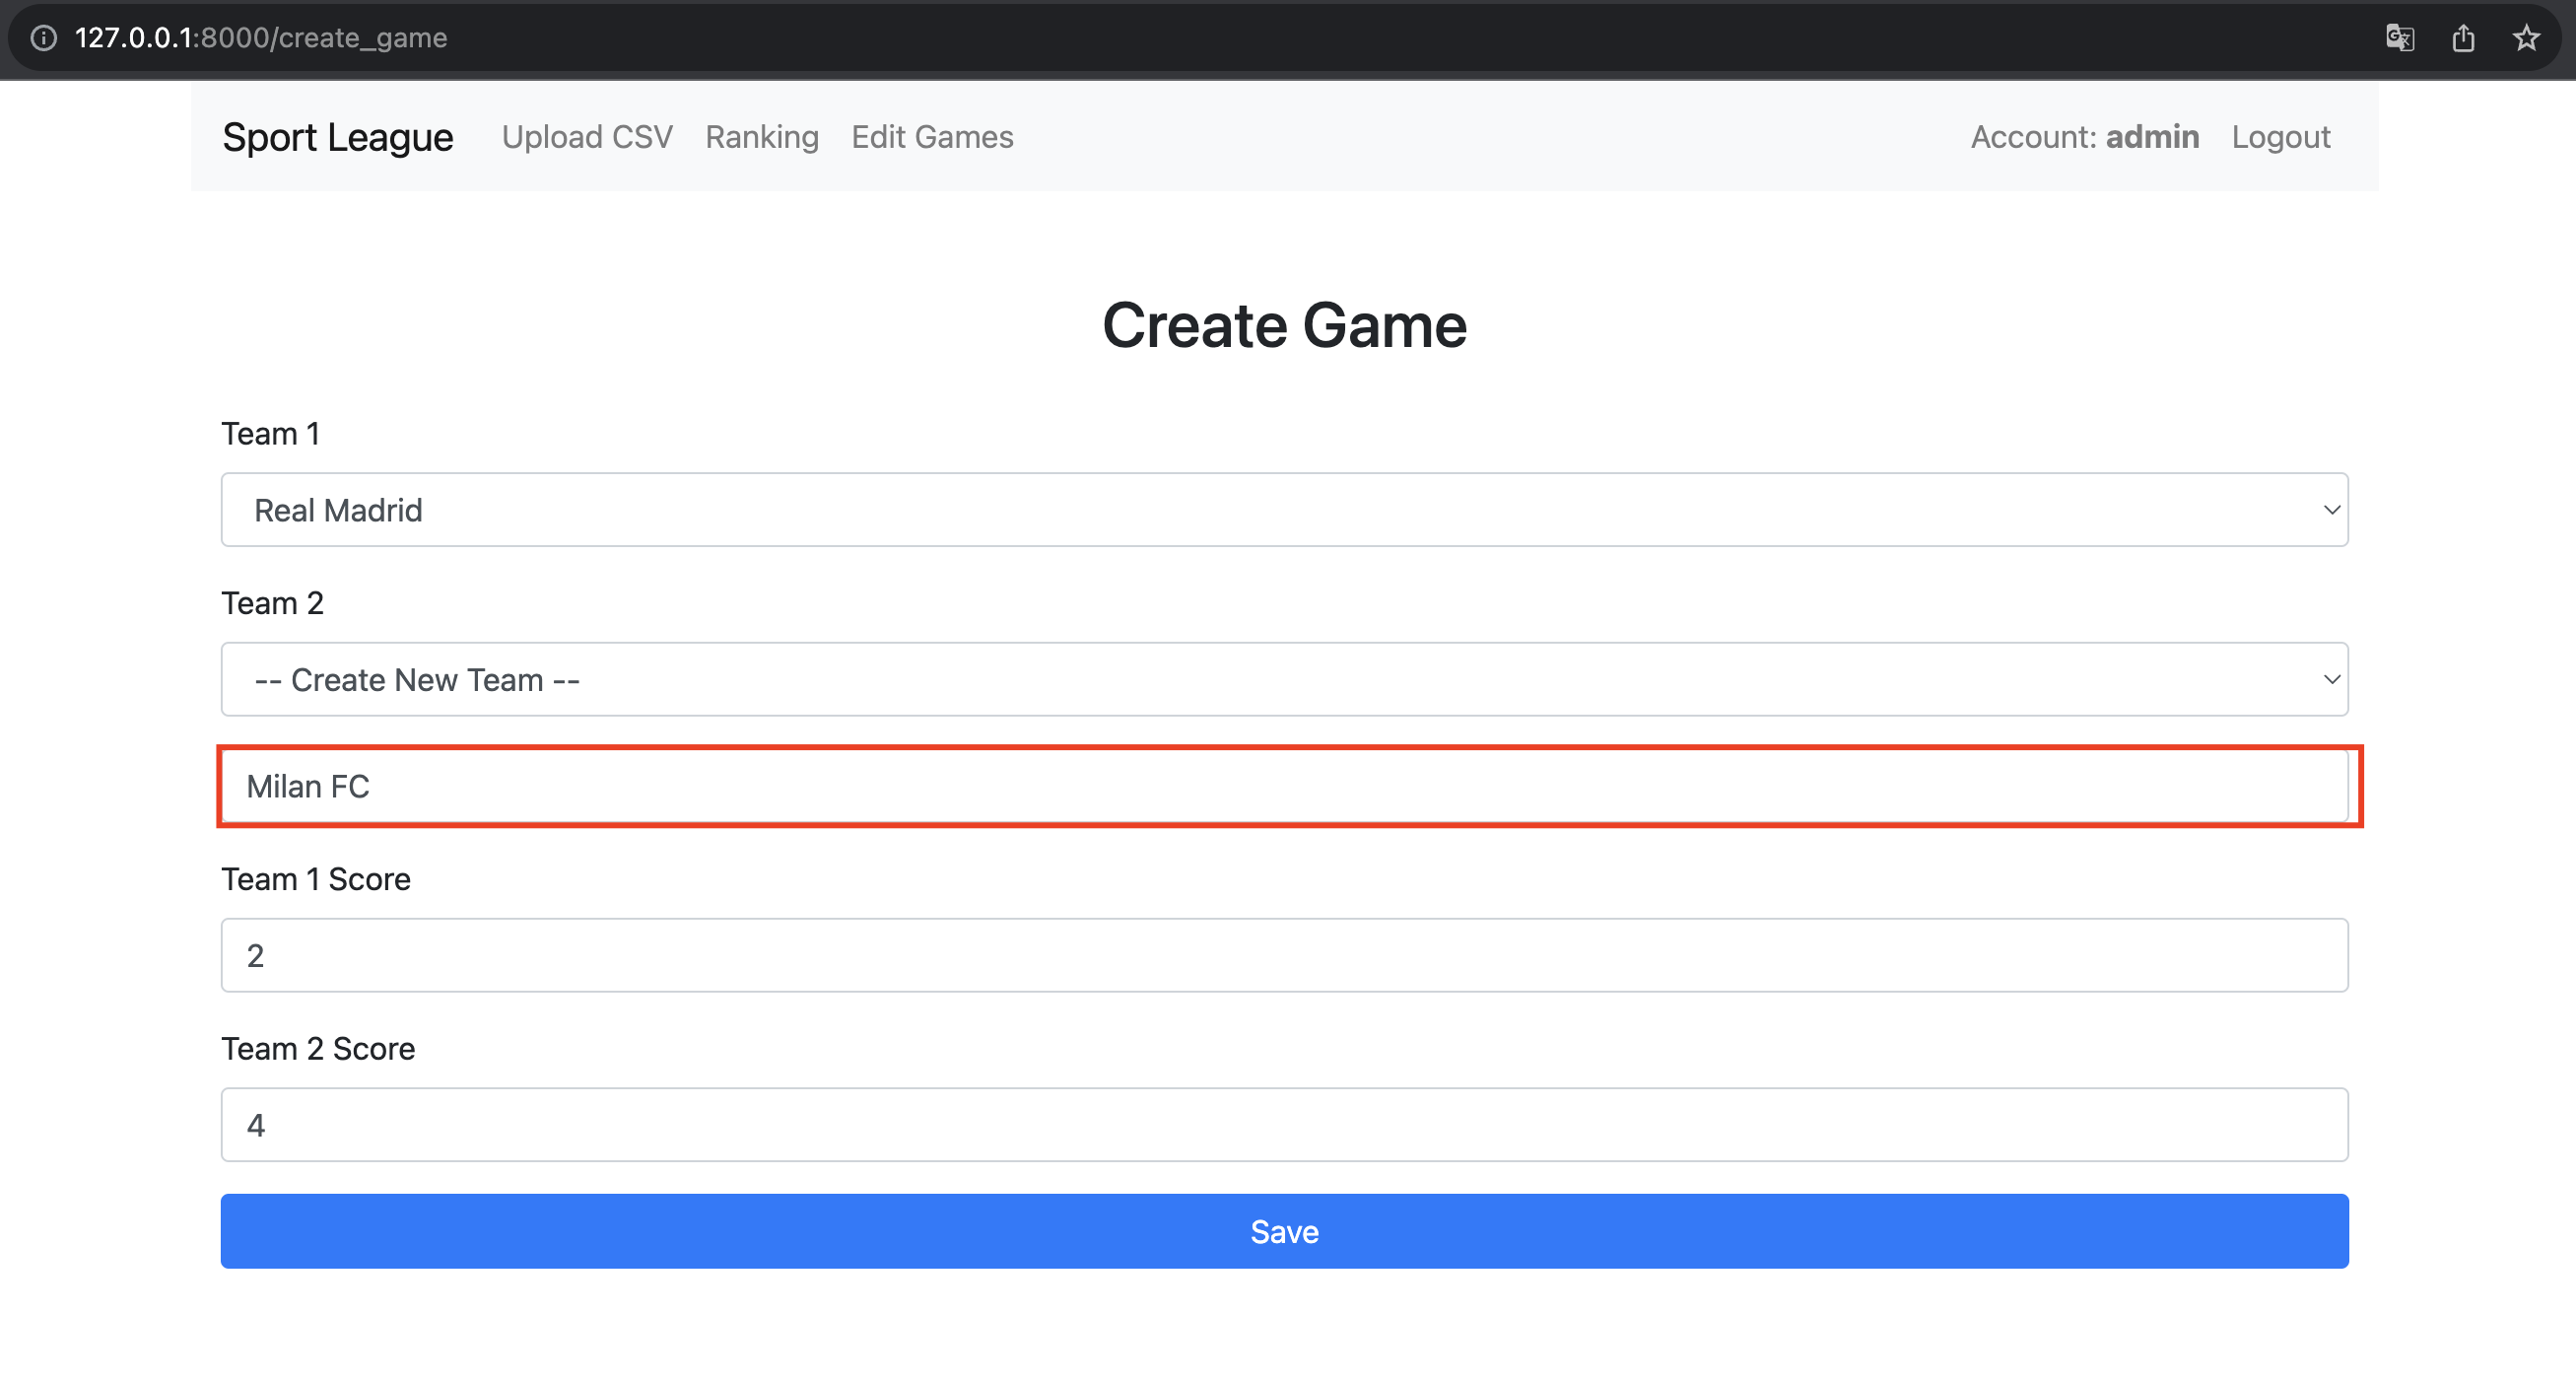 127.0.0.1:8000/create_game
Sport League Upload CSV Ranking Edit Games Account: admin Logout
Create Game
Team 1
Real Madrid
Team 2
-- Create New Team --
Milan FC
Team 1 Score
2
Team 2 Score
4
Save